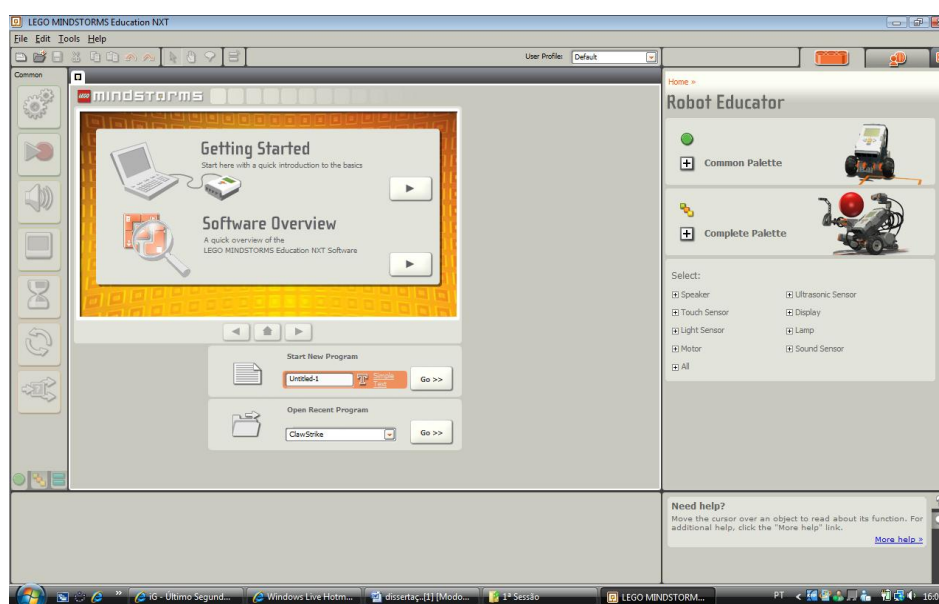 LEGO MINDSTORMS Education NXT
File Edit Tools Help
User Profile: Default
Common
LEGO mindstorms
Getting Started
Start here with a quick introduction to the basics
Software Overview
A quick overview of the
LEGO MINDSTORMS Education NXT Software
Start New Program
Untitled-1
Go >>
Open Recent Program
ClawStrike
Go >>
Home »
Robot Educator
Common Palette
Complete Palette
Select:
Speaker
Ultrasonic Sensor
Touch Sensor
Display
Light Sensor
Lamp
Motor
Sound Sensor
All
Need help?
Move the cursor over an object to read about its function. For
additional help, click the "More help" link.
More help »
iG - Último Segund...
Windows Live Hotm...
dissertaç..[1] [Modo...
1ª Sessão
LEGO MINDSTORM...
PT